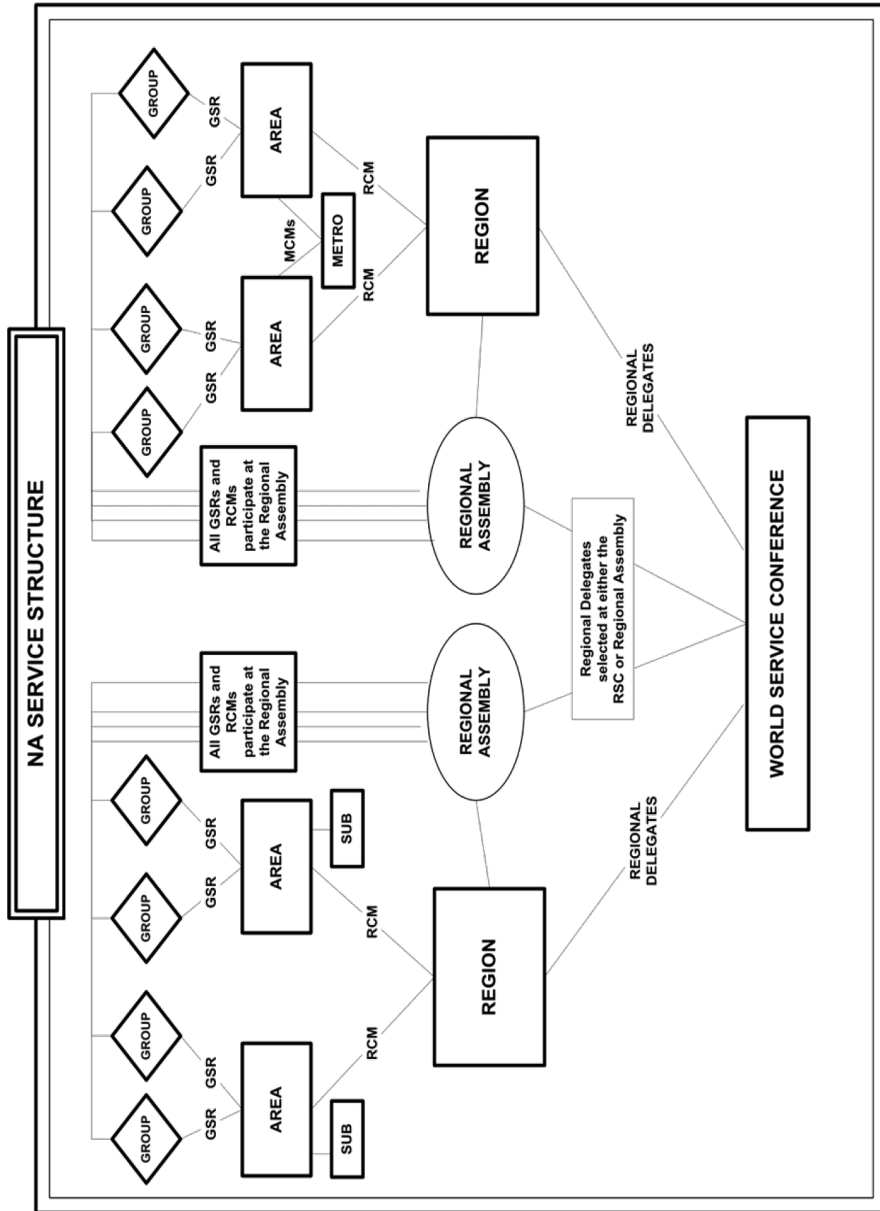 NA SERVICE STRUCTURE
GROUP
GROUP
GROUP
GROUP
GROUP
GROUP
GROUP
GROUP
GSR
GSR
GSR
GSR
GSR
GSR
GSR
GSR
All GSRs and
RCMs
participate at
the Regional
Assembly
All GSRs and
RCMs
participate at
the Regional
Assembly
AREA
AREA
AREA
AREA
MCMs
SUB
SUB
METRO
RCM
RCM
RCM
RCM
REGION
REGIONAL
ASSEMBLY
REGIONAL
ASSEMBLY
REGION
Regional Delegates
selected at either the
RSC or Regional Assembly
REGIONAL
DELEGATES
REGIONAL
DELEGATES
WORLD SERVICE CONFERENCE